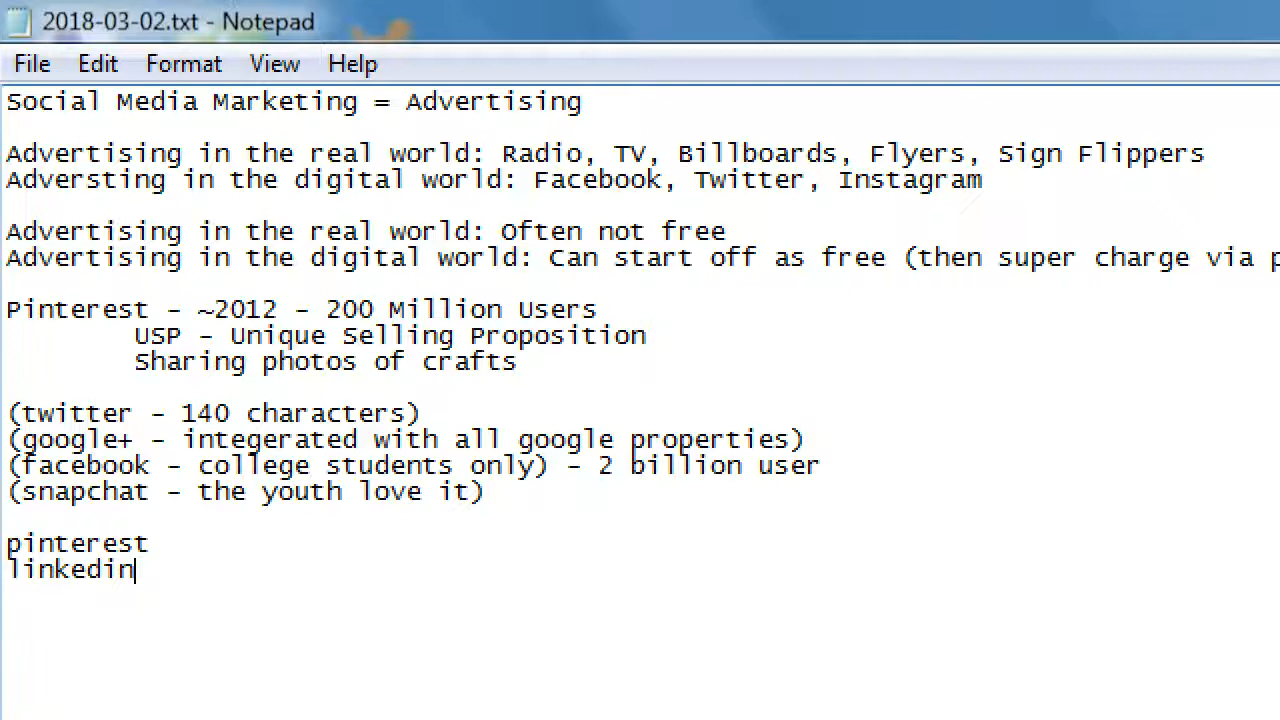 2018-03-02.txt - Notepad
File Edit Format View Help
Social Media Marketing = Advertising
Advertising in the real world: Radio, TV, Billboards, Flyers, Sign Flippers
Adversting in the digital world: Facebook, Twitter, Instagram
Advertising in the real world: Often not free
Advertising in the digital world: Can start off as free (then super charge via
Pinterest - ~2012 - 200 Million Users
USP - Unique Selling Proposition
Sharing photos of crafts
(twitter - 140 characters)
(google+ - integerated with all google properties)
(facebook - college students only) - 2 billion user
(snapchat - the youth love it)
pinterest
linkedin